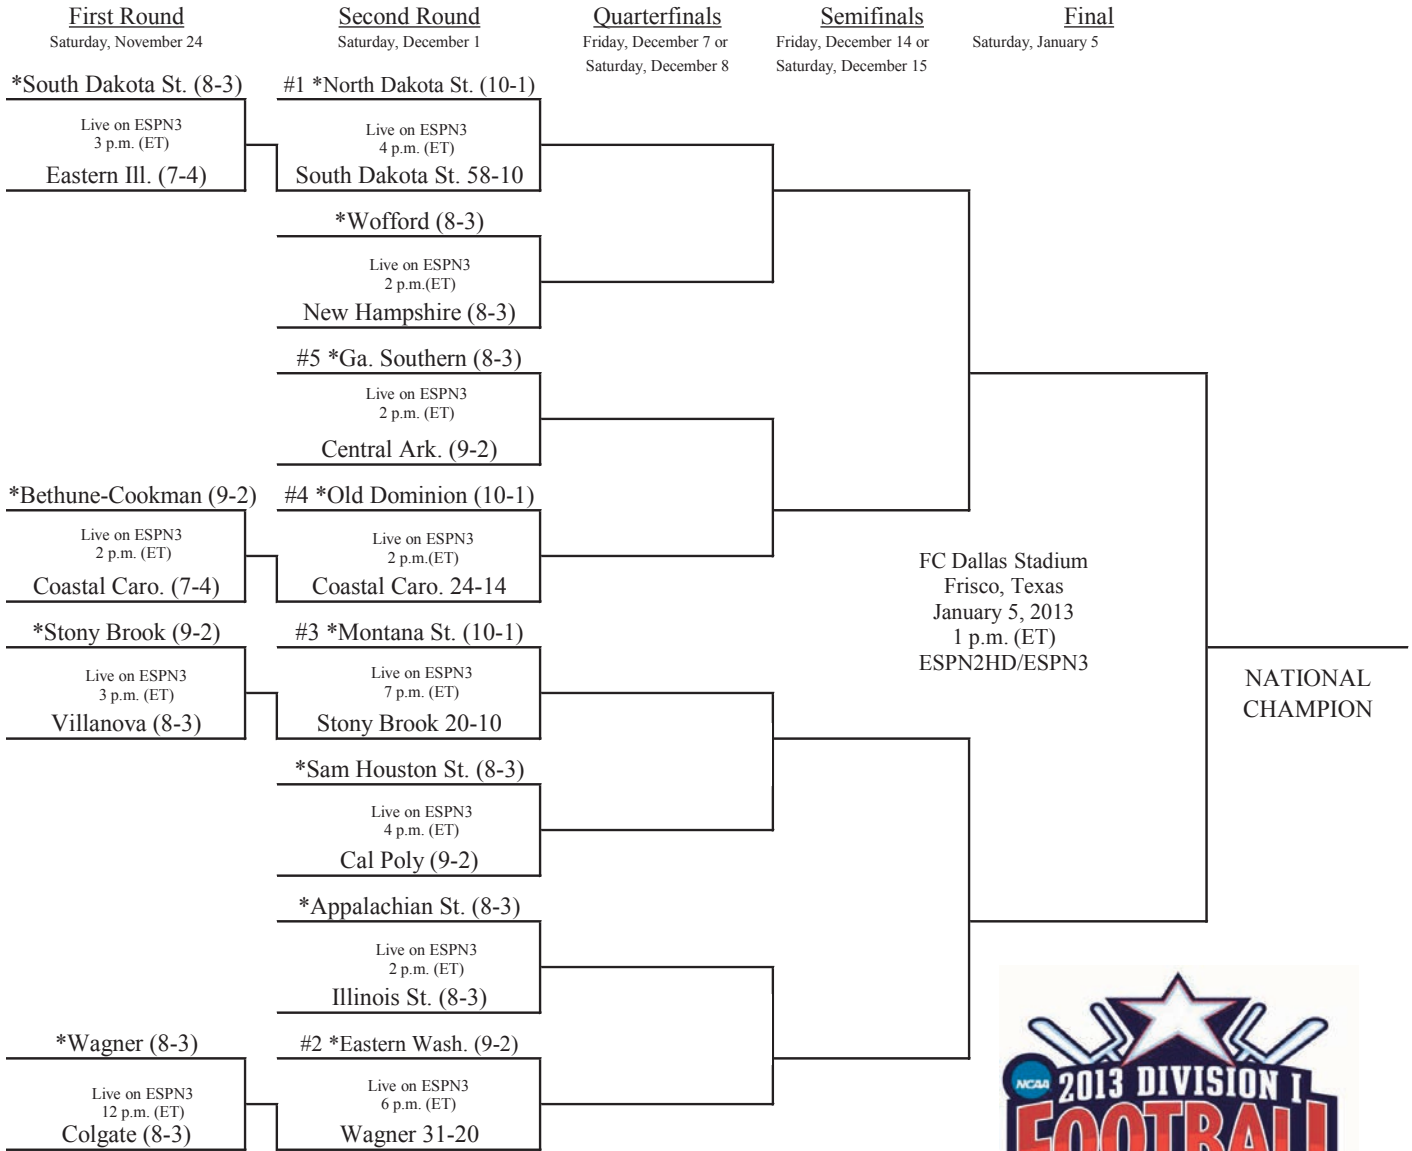 First Round
Saturday, November 24
Second Round
Saturday, December 1
Quarterfinals
Friday, December 7 or
Saturday, December 8
Semifinals
Friday, December 14 or
Saturday, December 15
Final
Saturday, January 5
*South Dakota St. (8-3)
Live on ESPN3
3 p.m. (ET)
Eastern Ill. (7-4)
#1 *North Dakota St. (10-1)
Live on ESPN3
4 p.m. (ET)
South Dakota St. 58-10
*Wofford (8-3)
Live on ESPN3
2 p.m.(ET)
New Hampshire (8-3)
#5 *Ga. Southern (8-3)
Live on ESPN3
2 p.m. (ET)
Central Ark. (9-2)
*Bethune-Cookman (9-2)
Live on ESPN3
2 p.m. (ET)
Coastal Caro. (7-4)
#4 *Old Dominion (10-1)
Live on ESPN3
2 p.m.(ET)
Coastal Caro. 24-14
*Stony Brook (9-2)
Live on ESPN3
3 p.m. (ET)
Villanova (8-3)
#3 *Montana St. (10-1)
Live on ESPN3
7 p.m. (ET)
Stony Brook 20-10
*Sam Houston St. (8-3)
Live on ESPN3
4 p.m. (ET)
Cal Poly (9-2)
*Appalachian St. (8-3)
Live on ESPN3
2 p.m. (ET)
Illinois St. (8-3)
*Wagner (8-3)
Live on ESPN3
12 p.m. (ET)
Colgate (8-3)
#2 *Eastern Wash. (9-2)
Live on ESPN3
6 p.m. (ET)
Wagner 31-20
FC Dallas Stadium
Frisco, Texas
January 5, 2013
1 p.m. (ET)
ESPN2HD/ESPN3
NATIONAL
CHAMPION
NCAA
2013 DIVISION I
FOOTBALL